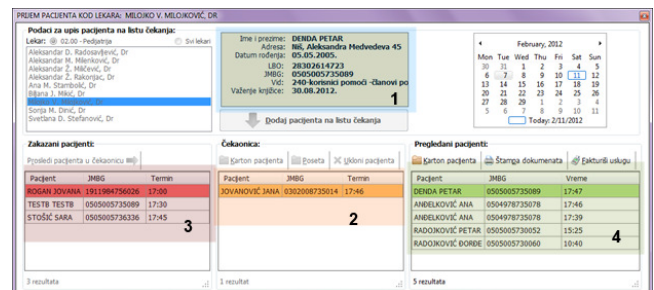 PRIJEM PACIJENTA KOD LEKARA: MILOJKO V. MILOJKOVIĆ, DR
Podaci za upis pacijenta na listu čekanja:
Lekar: 02.00 - Pedjatrija Svi lekari
Aleksandar D. Radosavljević, Dr
Aleksandar M. Milenković, Dr
Aleksandar Ž. Milićević, Dr
Aleksandar Ž. Rakonjac, Dr
Ana M. Stambolić, Dr
Biljana J. Mikić, Dr
Sonja M. Dinić, Dr
Svetlana D. Stefanović, Dr
Ime i prezime: DENDA PETAR
Adresa: Niš, Aleksandra Medvedeva 45
Datum rođenja: 05.05.2005.
LBO: 28302614723
JMBG: 0505005735089
Vid: 240-korisnici pomoći -članovi po
Važenje knjižice: 30.08.2012.
1
Dodaj pacijenta na listu čekanja
February, 2012
Mon Tue Wed Thu Fri Sat Sun
30 31 1 2 3 4 5
6 7 8 9 10 11 12
13 14 15 16 17 18 19
20 21 22 23 24 25 26
27 28 29 1 2 3 4
5 6 7 8 9 10 11
Today: 2/11/2012
Zakazani pacijenti:
Prosledi pacijenta u čekaonicu
Pacijent JMBG Termin
ROGAN JOVANA 1911984756026 17:00
TESTB TESTB 0505005735089 17:30
STOŠIĆ SARA 0505005736336 17:45
3
3 rezultata
Čekaonica:
Karton pacijenta Poseta Ukloni pacijenta
Pacijent JMBG Termin
JOVANOVIĆ JANA 0302008735014 17:46
2
1 rezultat
Pregledani pacijenti:
Karton pacijenta Štampa dokumenata Fakturiši uslugu
Pacijent JMBG Vreme
DENDA PETAR 0505005735089 17:47
ANĐELKOVIĆ ANA 0504978735078 17:46
ANĐELKOVIĆ ANA 0504978735078 17:39
RADOJKOVIĆ PETAR 0505005730052 15:25
RADOJKOVIĆ ĐORĐE 0505005730060 10:40
4
5 rezultata